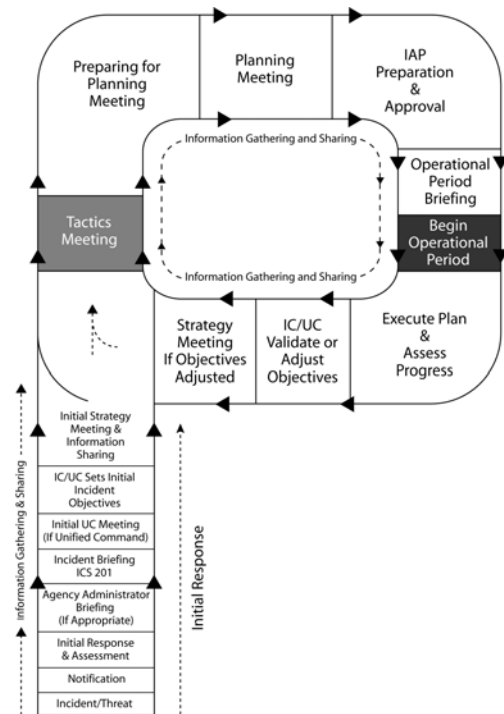 Preparing for
Planning
Meeting
Planning
Meeting
IAP
Preparation
&
Approval
Information Gathering and Sharing
Operational
Period
Briefing
Tactics
Meeting
Begin
Operational
Period
Information Gathering and Sharing
Strategy
Meeting
If Objectives
Adjusted
IC/UC
Validate or
Adjust
Objectives
Execute Plan
&
Assess
Progress
Initial Strategy
Meeting &
Information
Sharing
IC/UC Sets Initial
Incident
Objectives
Initial UC Meeting
(If Unified Command)
Incident Briefing
ICS 201
Agency Administrator
Briefing
(If Appropriate)
Initial Response
& Assessment
Notification
Incident/Threat
Information Gathering & Sharing
Initial Response